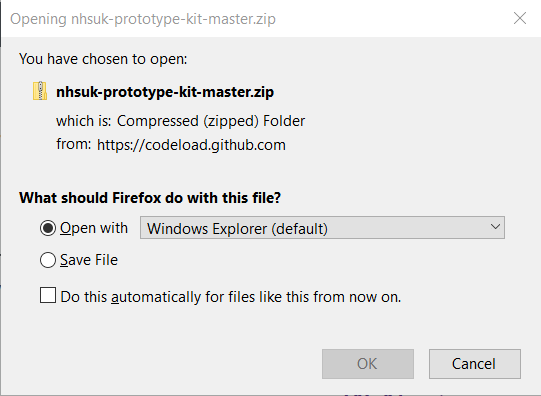 Opening nhsuk-prototype-kit-master.zip
You have chosen to open:
nhsuk-prototype-kit-master.zip
which is: Compressed (zipped) Folder
from: https://codeload.github.com
What should Firefox do with this file?
Open with Windows Explorer (default)
Save File
Do this automatically for files like this from now on.
OK Cancel